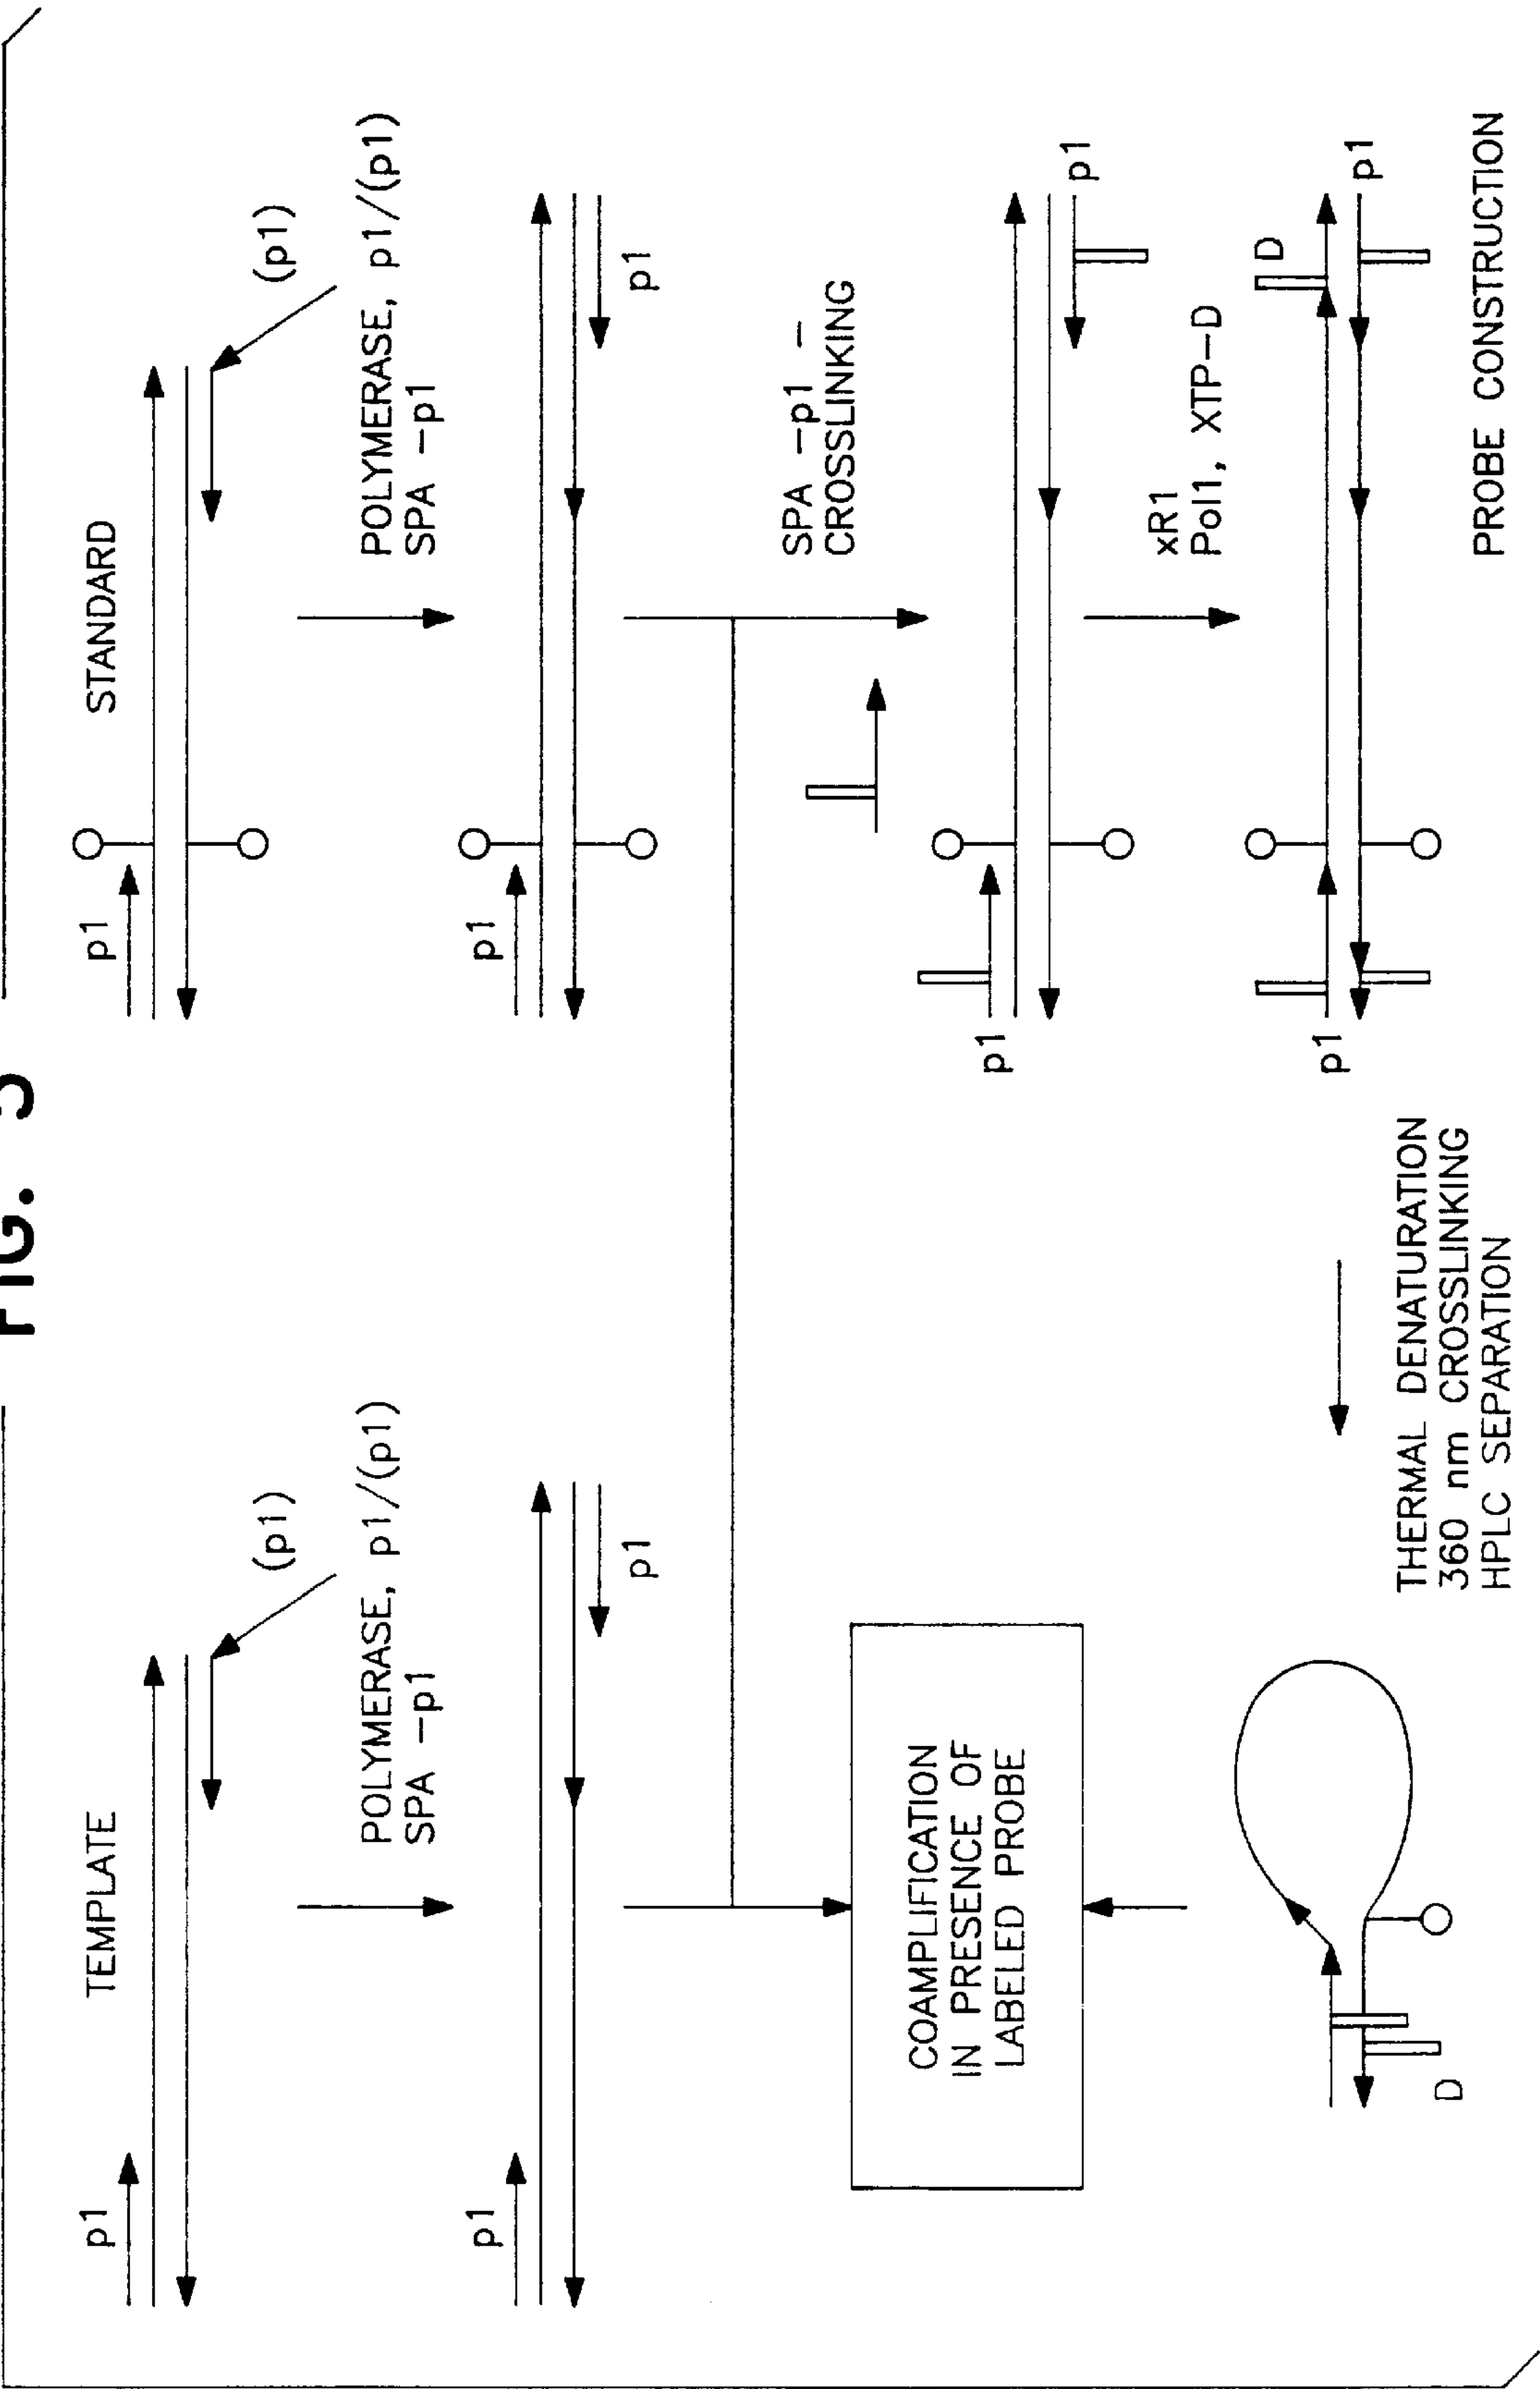 FIG.
TEMPLATE
p1
(p1)
POLYMERASE, p1/(p1)
SPA –p1
p1
p1
COAMPLIFICATION
IN PRESENCE OF
LABELED PROBE
D
THERMAL DENATURATION
360 nm CROSSLINKING
HPLC SEPARATION
STANDARD
p1
(p1)
POLYMERASE, p1/(p1)
SPA –p1
p1
p1
SPA –p1 –
CROSSLINKING
p1
p1
xR1
Pol1, XTP–D
D
p1
p1
PROBE CONSTRUCTION